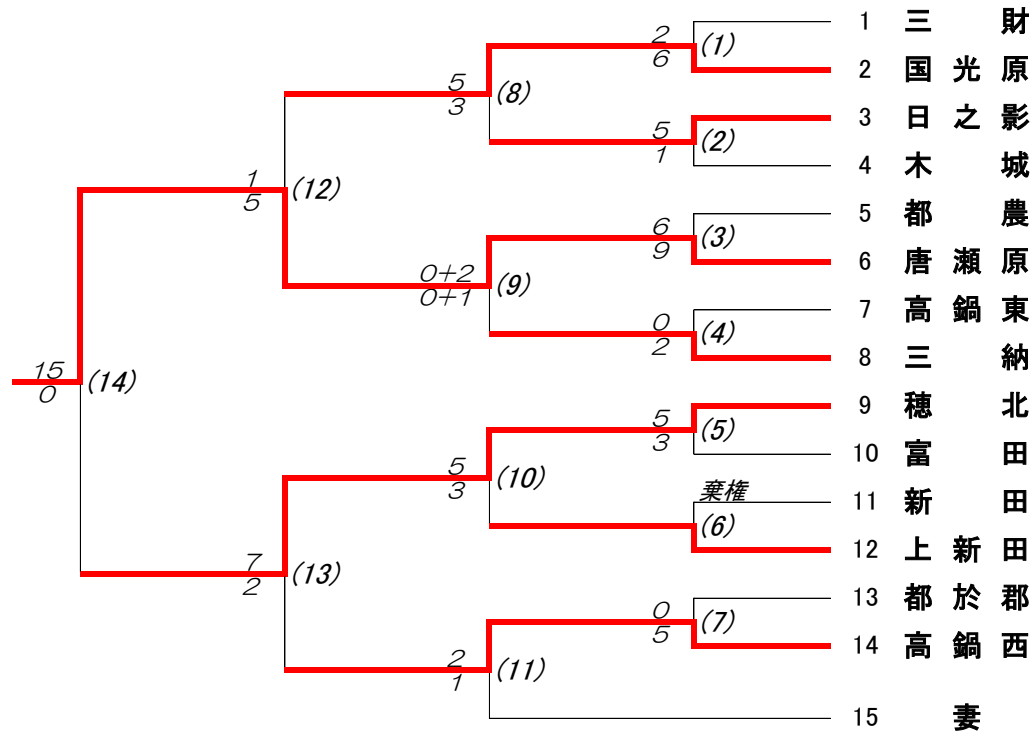 1 三財
2 国光原
3 日之影
4 木城
5 都農
6 唐瀬原
7 高鍋東
8 三納
9 穂北
10 富田
11 新田
12 上新田
13 都於郡
14 高鍋西
15 妻
2
6
(1)
5
1
(2)
6
9
(3)
0
2
(4)
5
3
(5)
棄権
(6)
0
5
(7)
5
3
(8)
0+2
0+1
(9)
5
3
(10)
2
1
(11)
1
5
(12)
7
2
(13)
15
0
(14)